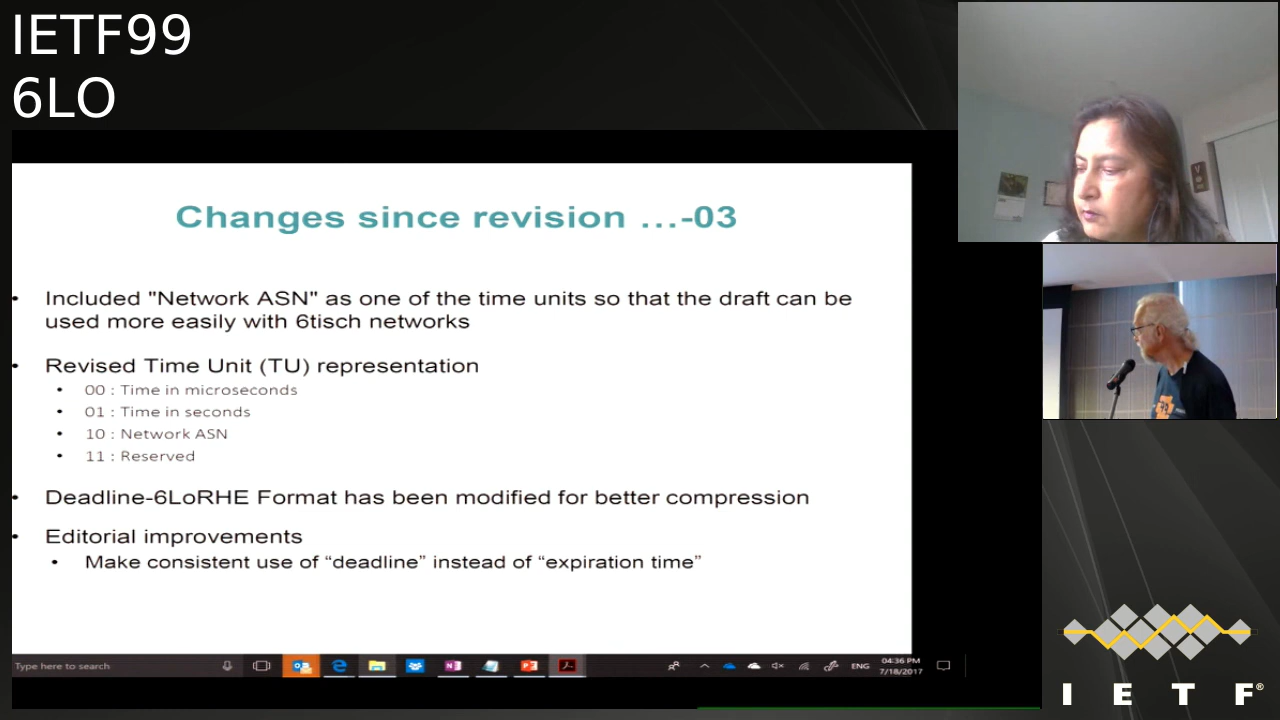 IETF99
6LO
Changes since revision ...-03
• Included "Network ASN" as one of the time units so that the draft can be
used more easily with 6tisch networks
• Revised Time Unit (TU) representation
• 00 : Time in microseconds
• 01 : Time in seconds
• 10 : Network ASN
• 11 : Reserved
• Deadline-6LoRHE Format has been modified for better compression
• Editorial improvements
• Make consistent use of “deadline” instead of “expiration time”
Type here to search
ENG
04:36 PM
7/18/2017
I E T F®